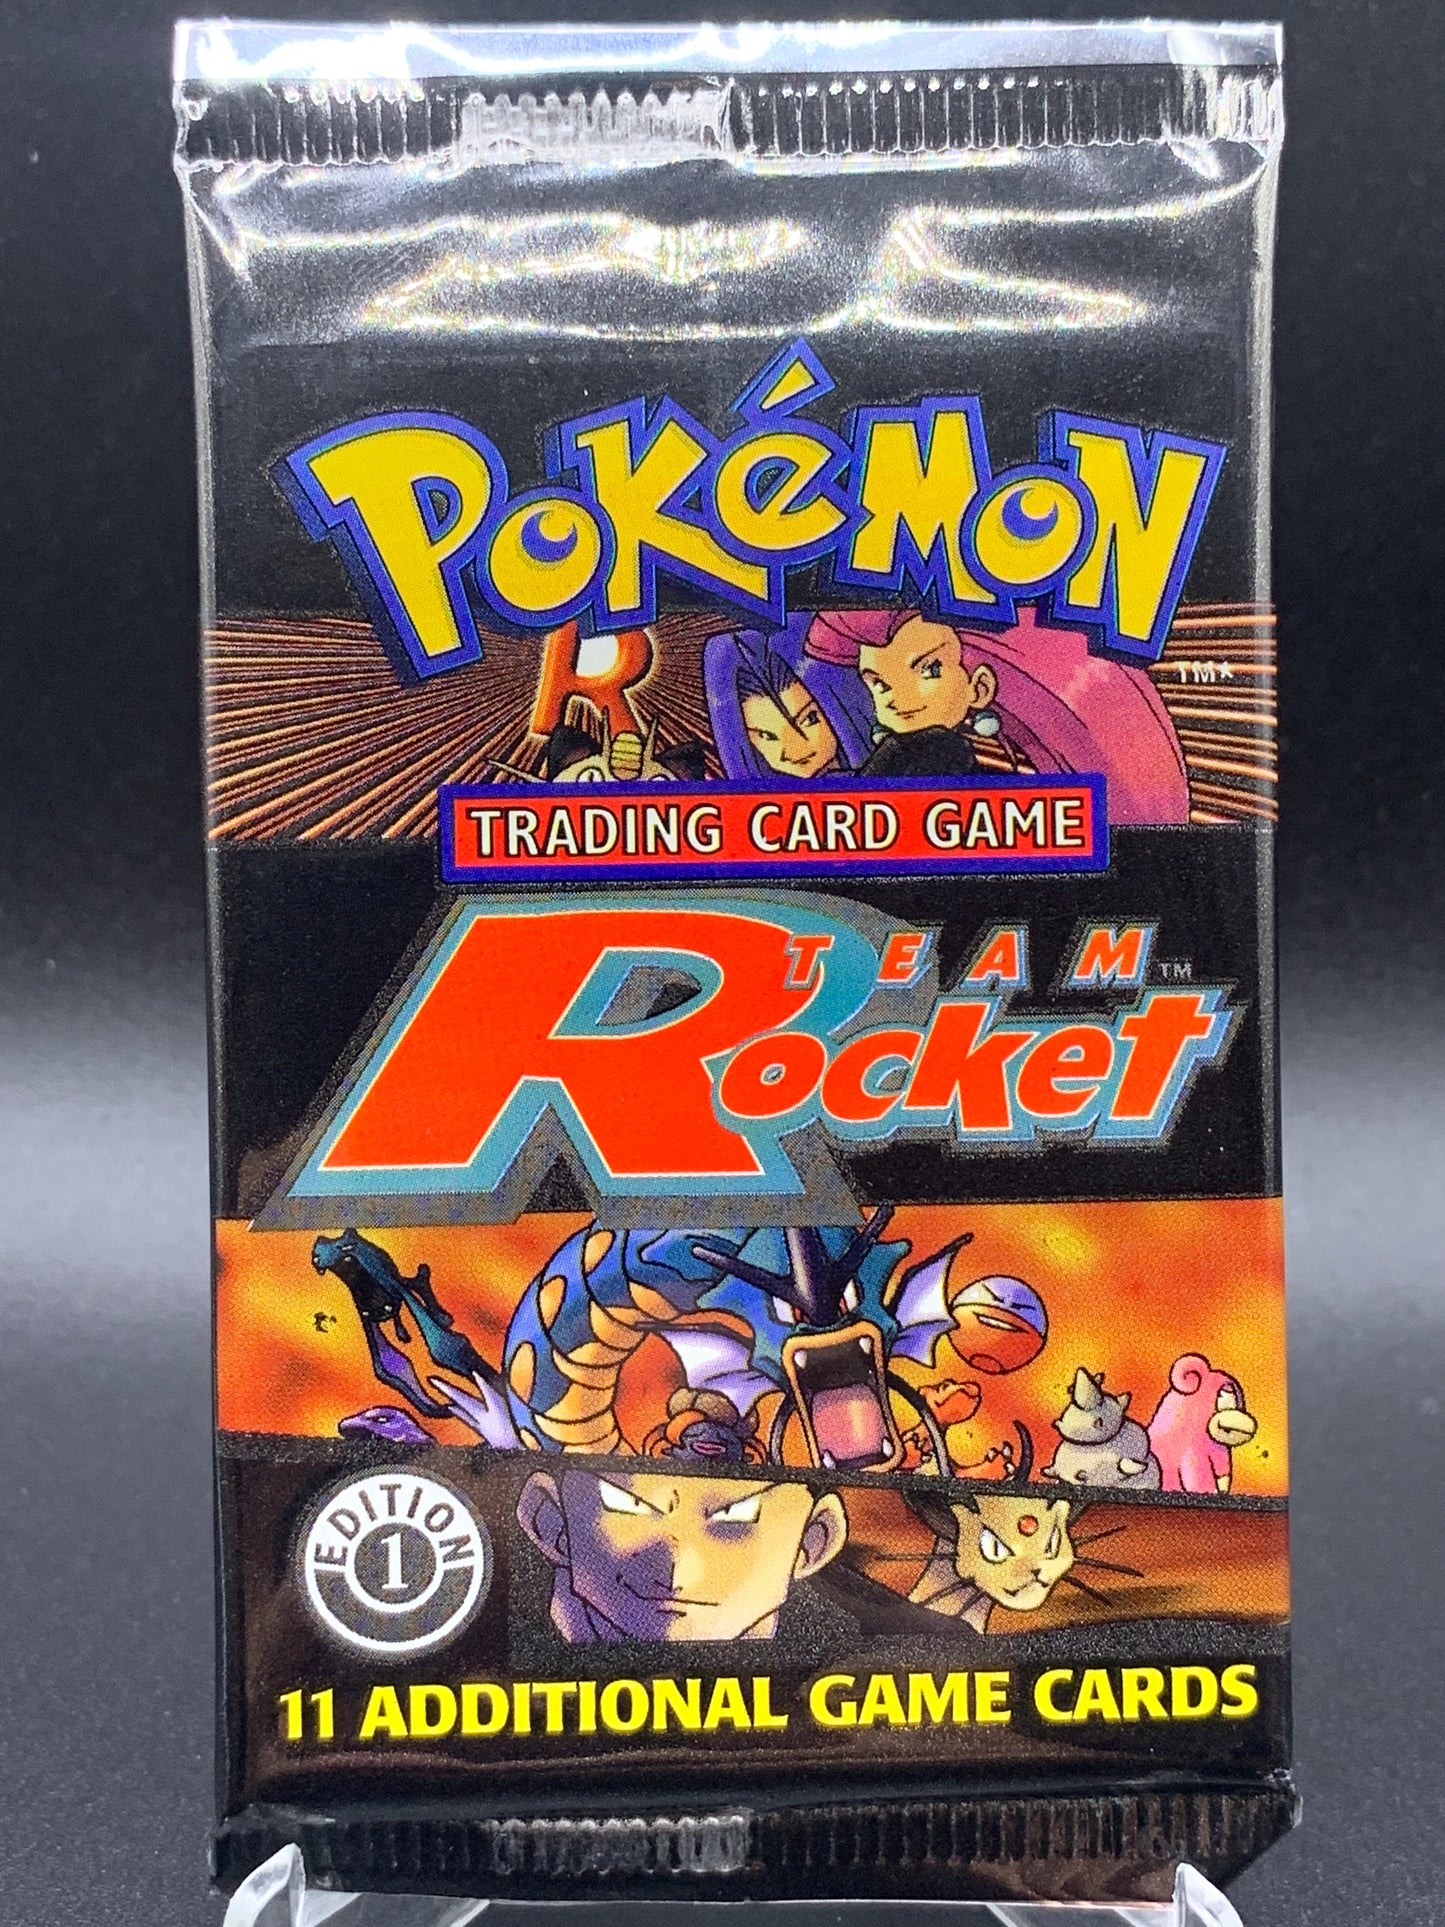 POKéMON
R
TM*
TRADING CARD GAME
TEAM TM
Rocket
EDITION
1
11 ADDITIONAL GAME CARDS